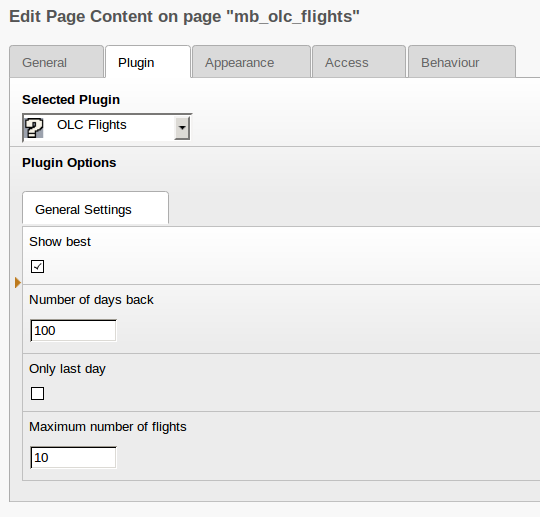 Edit Page Content on page "mb_olc_flights"
General Plugin Appearance Access Behaviour
Selected Plugin
OLC Flights
Plugin Options
General Settings
Show best
Number of days back
100
Only last day
Maximum number of flights
10